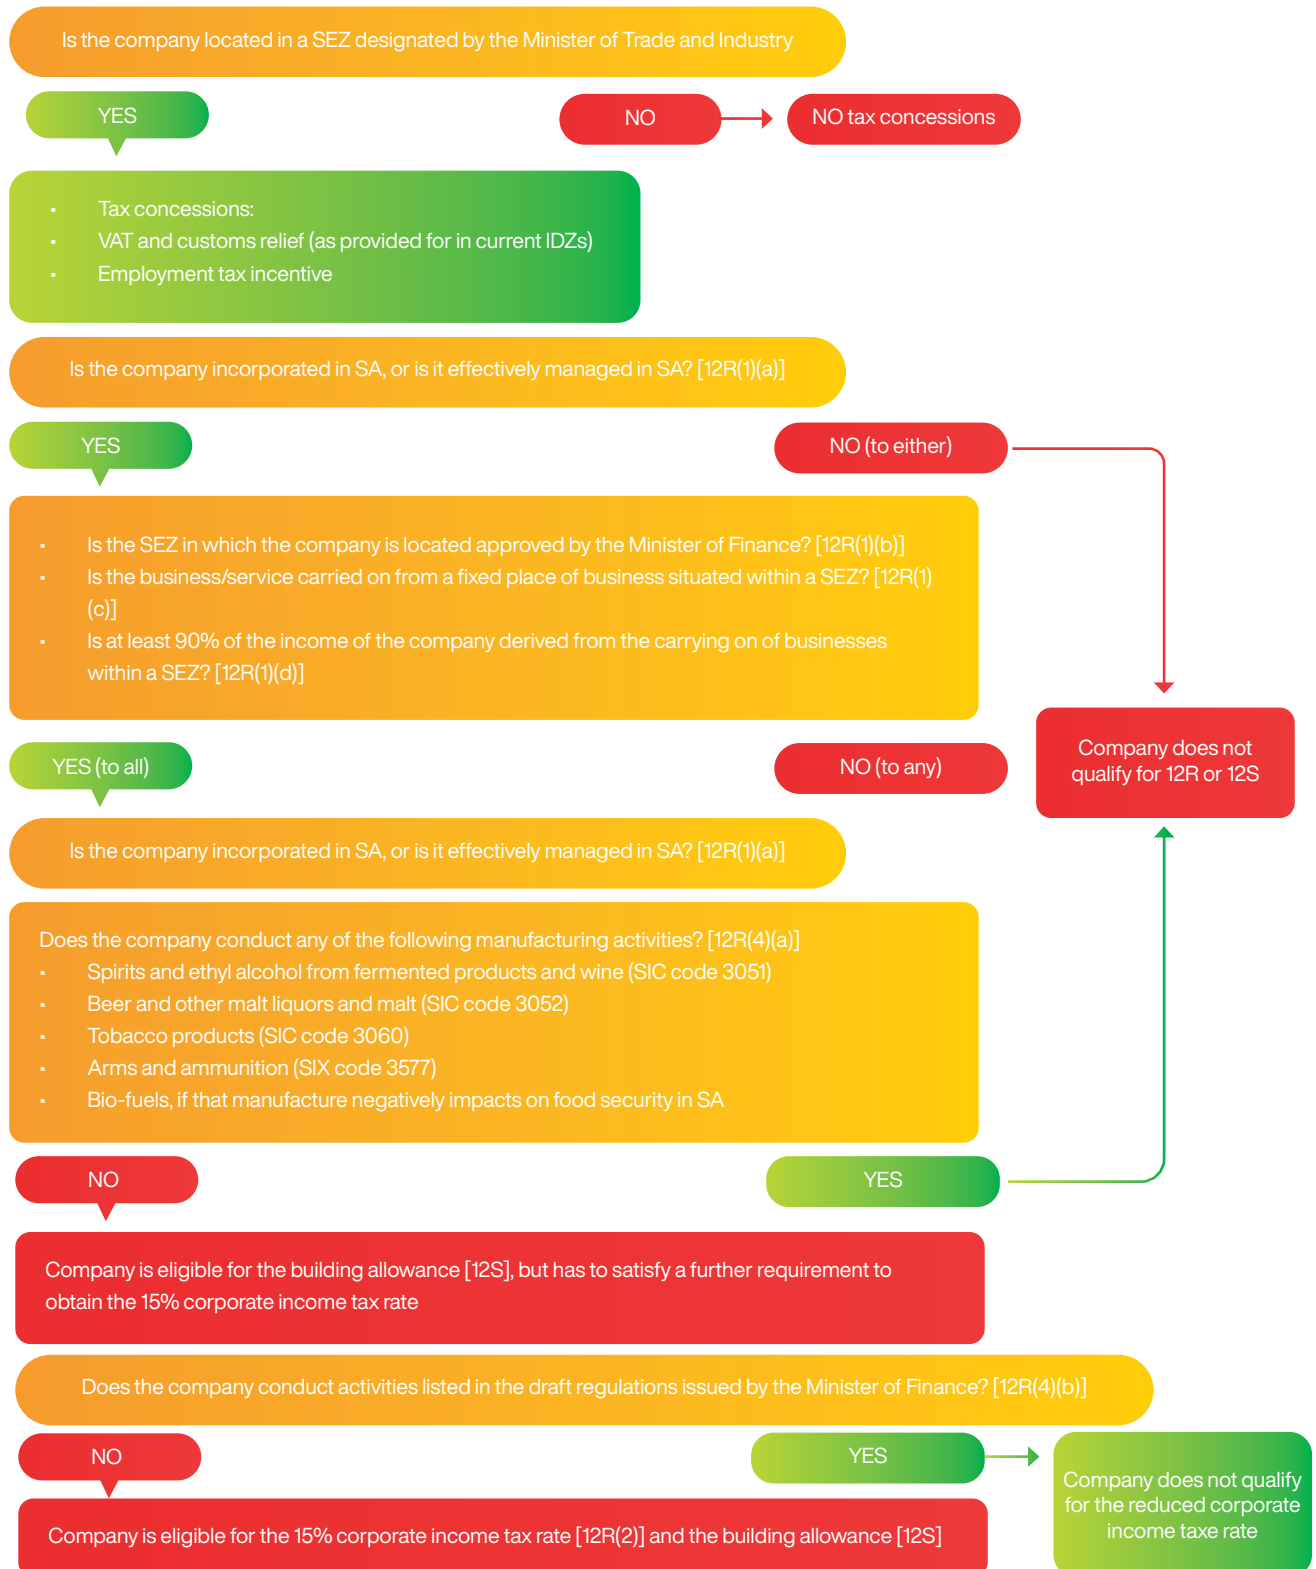 Is the company located in a SEZ designated by the Minister of Trade and Industry
YES
NO
NO tax concessions
▪ Tax concessions:
▪ VAT and customs relief (as provided for in current IDZs)
▪ Employment tax incentive
Is the company incorporated in SA, or is it effectively managed in SA? [12R(1)(a)]
YES
NO (to either)
▪ Is the SEZ in which the company is located approved by the Minister of Finance? [12R(1)(b)]
▪ Is the business/service carried on from a fixed place of business situated within a SEZ? [12R(1)
(c)]
▪ Is at least 90% of the income of the company derived from the carrying on of businesses
within a SEZ? [12R(1)(d)]
Company does not
qualify for 12R or 12S
YES (to all)
NO (to any)
Is the company incorporated in SA, or is it effectively managed in SA? [12R(1)(a)]
Does the company conduct any of the following manufacturing activities? [12R(4)(a)]
▪ Spirits and ethyl alcohol from fermented products and wine (SIC code 3051)
▪ Beer and other malt liquors and malt (SIC code 3052)
▪ Tobacco products (SIC code 3060)
▪ Arms and ammunition (SIX code 3577)
▪ Bio-fuels, if that manufacture negatively impacts on food security in SA
NO
YES
Company is eligible for the building allowance [12S], but has to satisfy a further requirement to
obtain the 15% corporate income tax rate
Does the company conduct activities listed in the draft regulations issued by the Minister of Finance? [12R(4)(b)]
NO
YES
Company does not qualify
for the reduced corporate
income taxe rate
Company is eligible for the 15% corporate income tax rate [12R(2)] and the building allowance [12S]